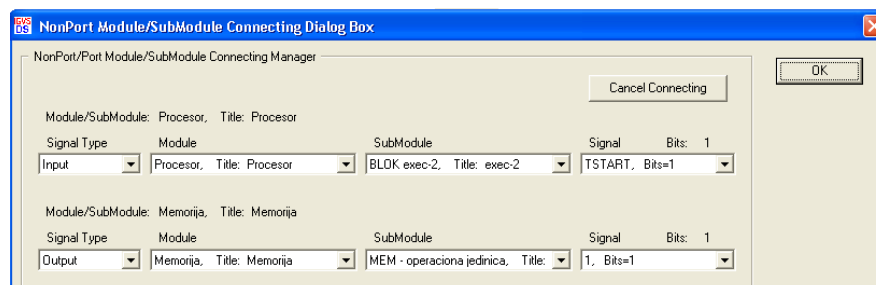 IGVS DS NonPort Module/SubModule Connecting Dialog Box
NonPort/Port Module/SubModule Connecting Manager
OK
Cancel Connecting
Module/SubModule: Procesor, Title: Procesor
Signal Type Module SubModule Signal Bits: 1
Input Procesor, Title: Procesor BLOK exec-2, Title: exec-2 TSTART, Bits=1
Module/SubModule: Memorija, Title: Memorija
Signal Type Module SubModule Signal Bits: 1
Output Memorija, Title: Memorija MEM - operaciona jedinica, Title: 1, Bits=1